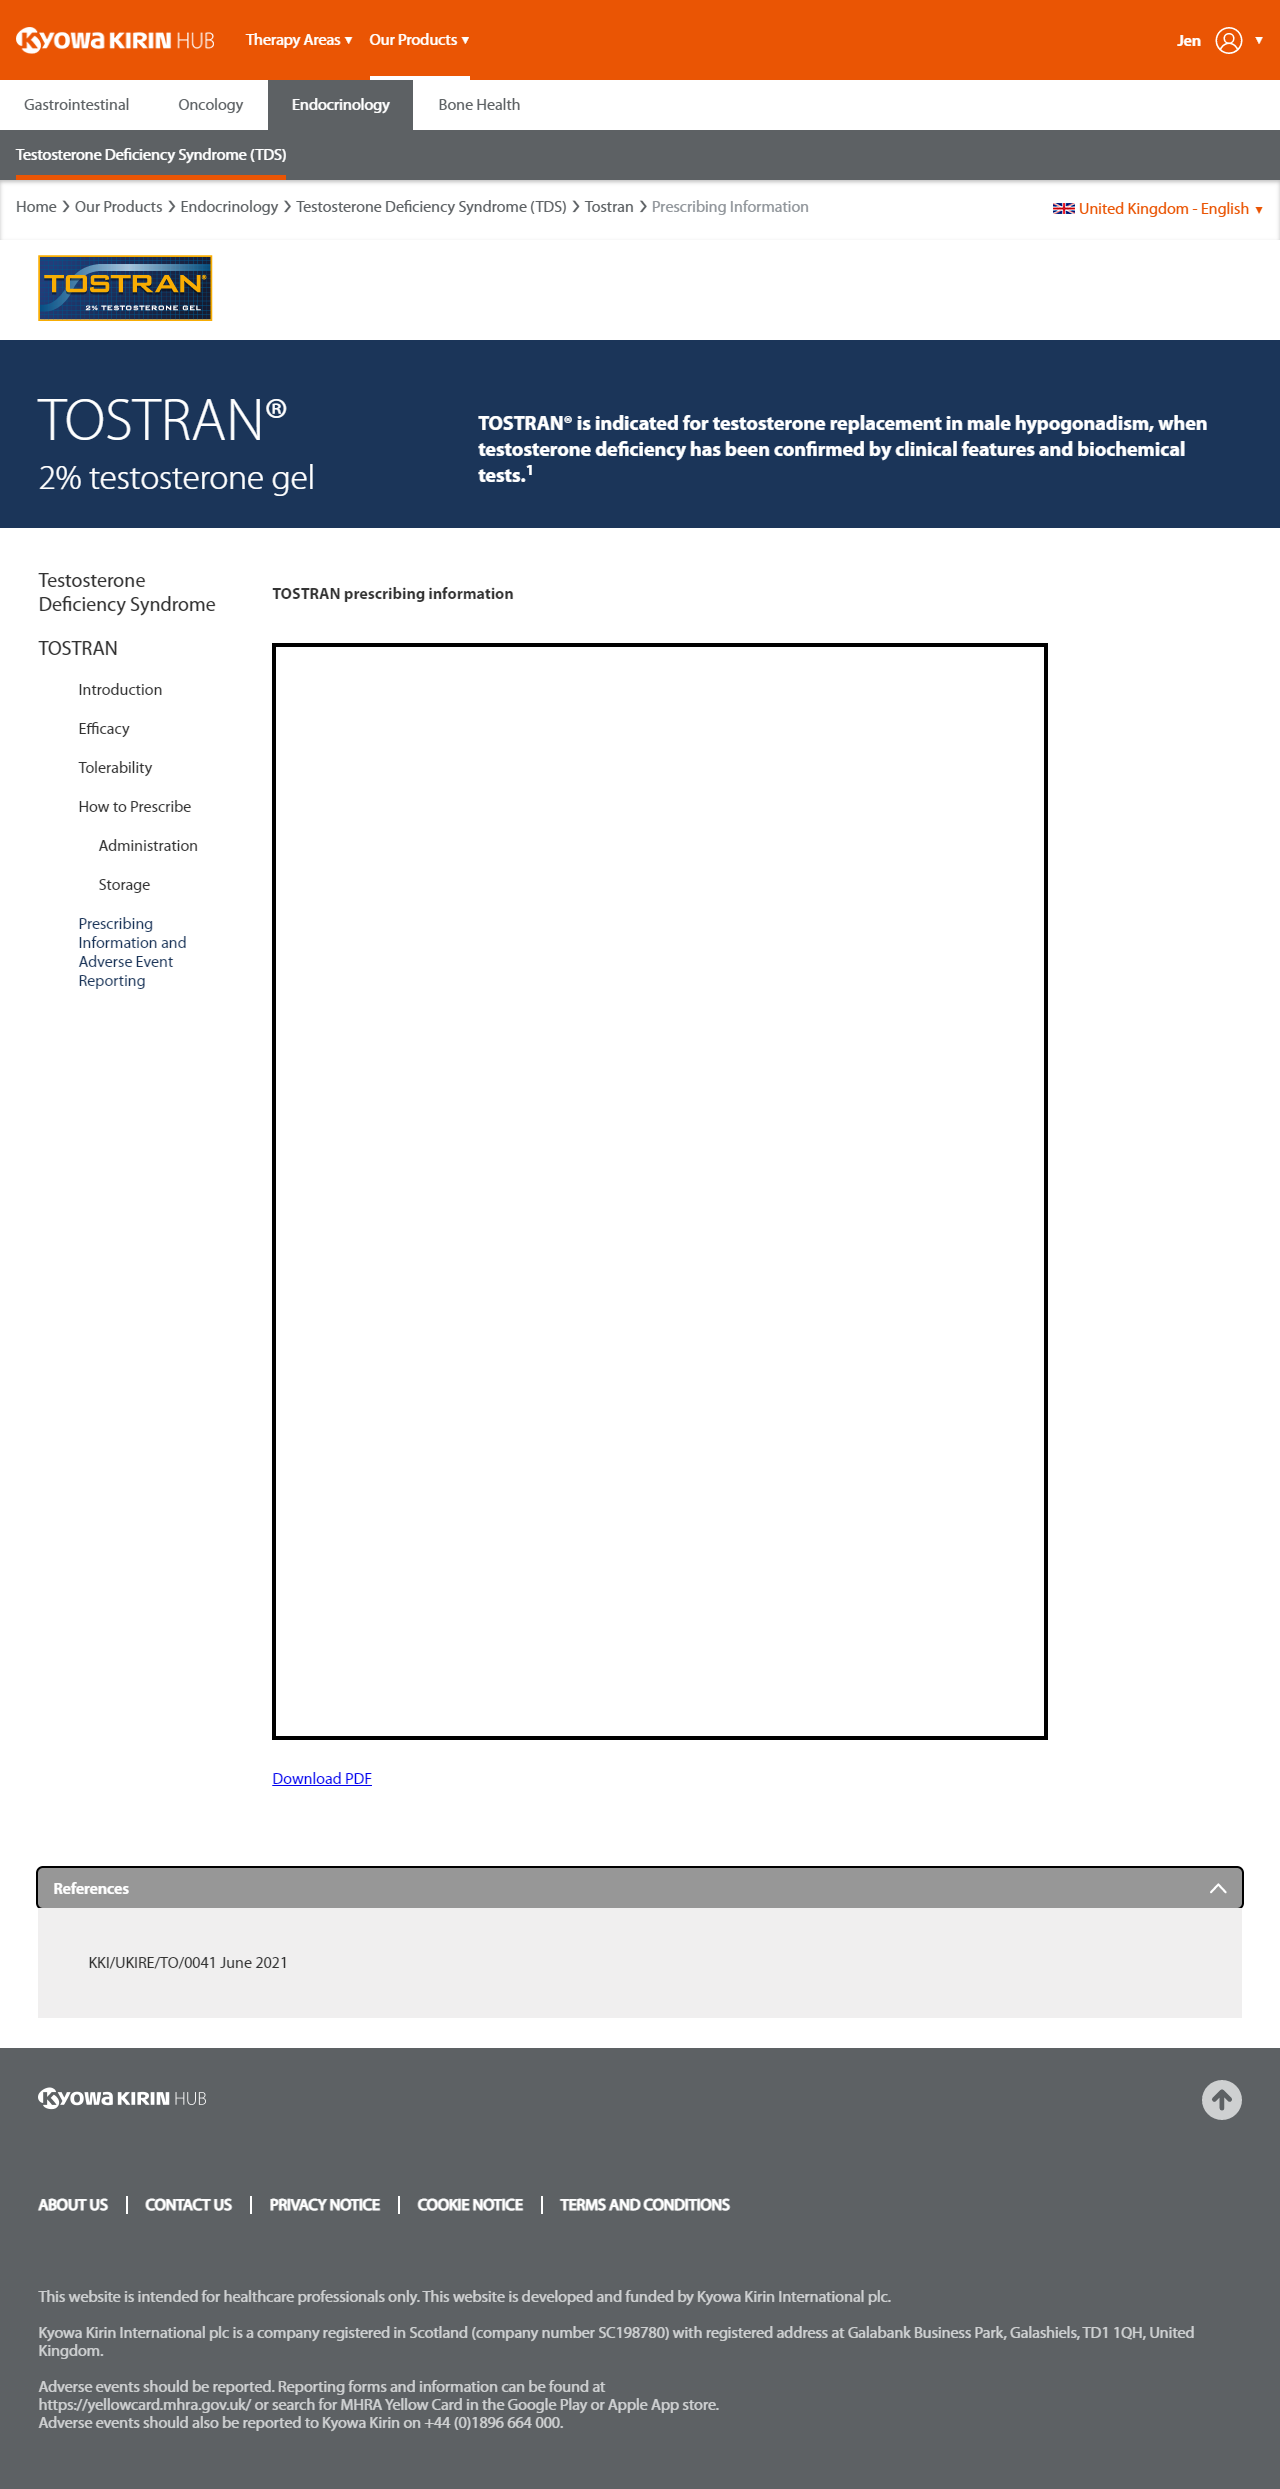 KYOWA KIRIN HUB
Therapy Areas ▼
Our Products ▼
Jen ▼
Gastrointestinal
Oncology
Endocrinology
Bone Health
Testosterone Deficiency Syndrome (TDS)
Home > Our Products > Endocrinology > Testosterone Deficiency Syndrome (TDS) > Tostran > Prescribing Information
United Kingdom - English ▼
TOSTRAN®
2% TESTOSTERONE GEL
TOSTRAN®
2% testosterone gel
TOSTRAN® is indicated for testosterone replacement in male hypogonadism, when
testosterone deficiency has been confirmed by clinical features and biochemical
tests.1
Testosterone
Deficiency Syndrome
TOSTRAN
Introduction
Efficacy
Tolerability
How to Prescribe
Administration
Storage
Prescribing
Information and
Adverse Event
Reporting
TOSTRAN prescribing information
Download PDF
References
KKI/UKIRE/TO/0041 June 2021
KYOWA KIRIN HUB
ABOUT US
CONTACT US
PRIVACY NOTICE
COOKIE NOTICE
TERMS AND CONDITIONS
This website is intended for healthcare professionals only. This website is developed and funded by Kyowa Kirin International plc.
Kyowa Kirin International plc is a company registered in Scotland (company number SC198780) with registered address at Galabank Business Park, Galashiels, TD1 1QH, United
Kingdom.
Adverse events should be reported. Reporting forms and information can be found at
https://yellowcard.mhra.gov.uk/ or search for MHRA Yellow Card in the Google Play or Apple App store.
Adverse events should also be reported to Kyowa Kirin on +44 (0)1896 664 000.